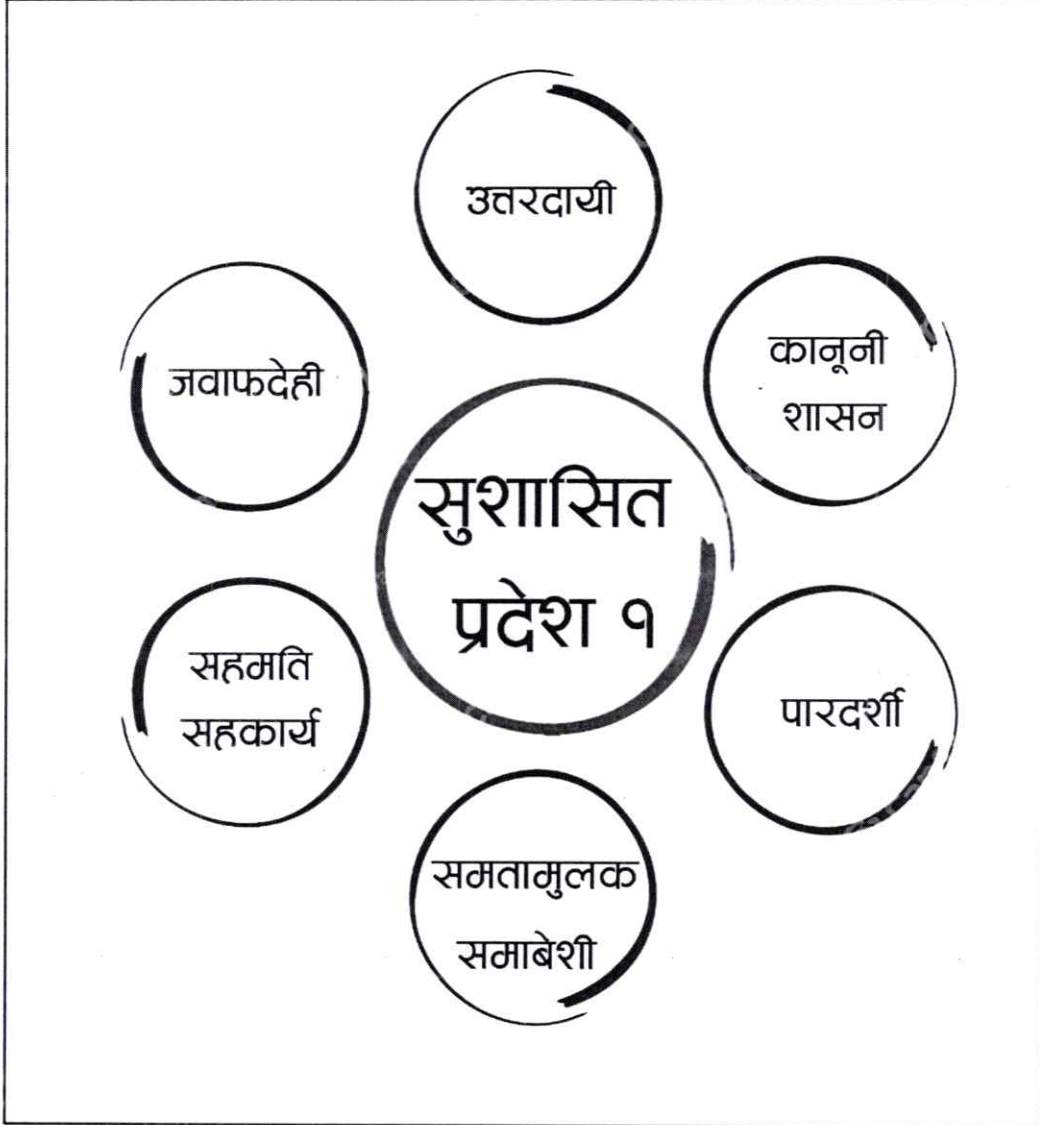 उत्तरदायी
कानूनी
शासन
जवाफदेही
सुशासित
प्रदेश १
सहमति
सहकार्य
पारदर्शी
समतामुलक
समाबेशी